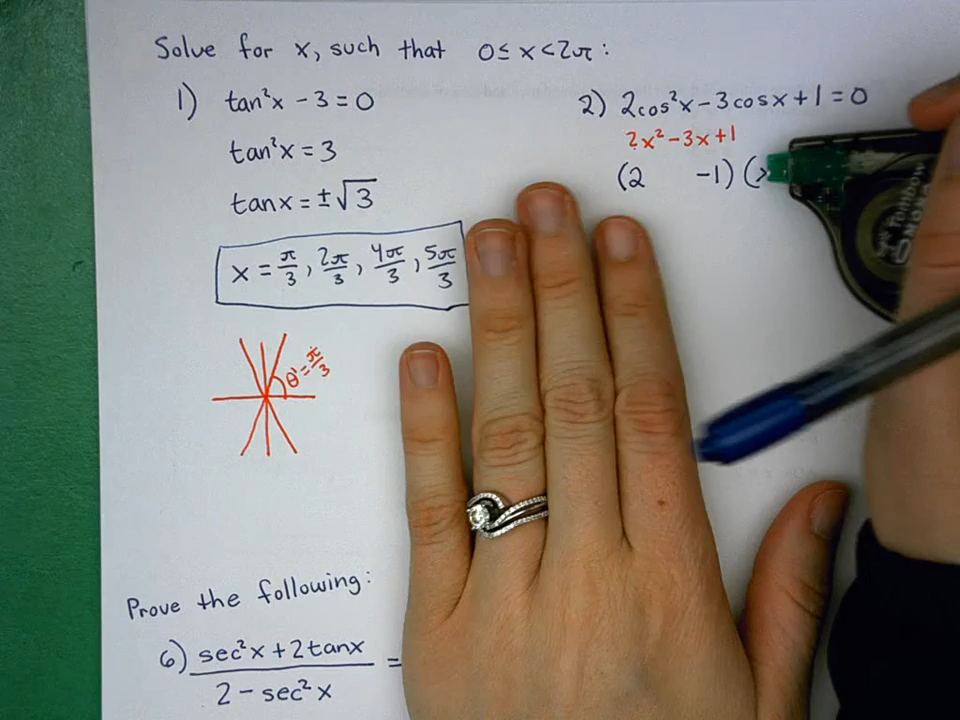 Solve for x, such that 0 ≤ x < 2π :
1) tan²x - 3 = 0
tan²x = 3
tanx = ±√3
x = π/3, 2π/3, 4π/3, 5π/3
θ' = π/3
2) 2cos²x - 3cosx + 1 = 0
2x² - 3x + 1
(2 -1) (
Prove the following:
6) sec²x + 2tanx
2 - sec²x
=
Tombow
MONO